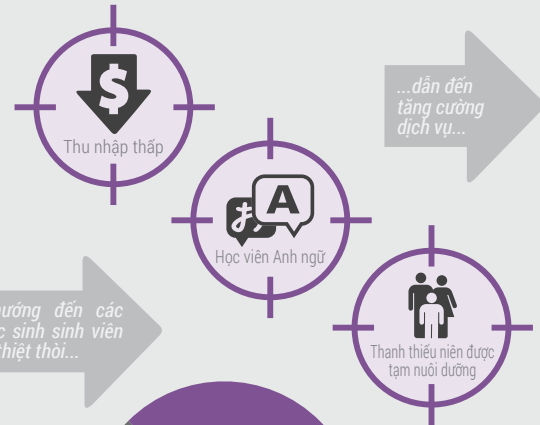 $
Thu nhập thấp
...dẫn đến
tăng cường
dịch vụ...
あ A
Học viên Anh ngữ
hướng đến các
sinh sinh viên
thiệt thòi...
Thanh thiếu niên được
tạm nuôi dưỡng